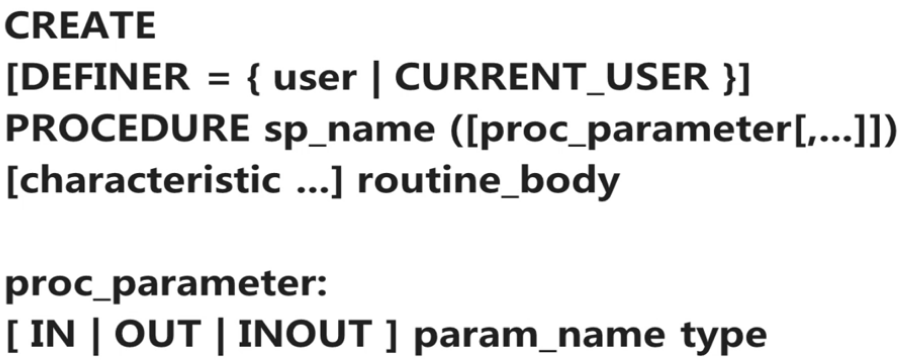 CREATE
[DEFINER = { user | CURRENT_USER }]
PROCEDURE sp_name ([proc_parameter[,...]])
[characteristic ...] routine_body
proc_parameter:
[ IN | OUT | INOUT ] param_name type